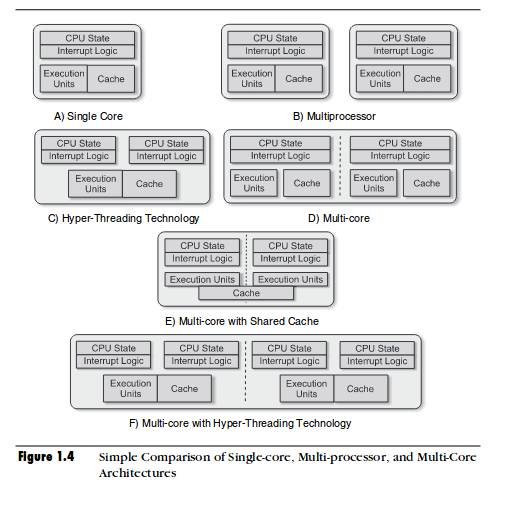 CPU State
Interrupt Logic
Execution Units
Cache
A) Single Core
CPU State
Interrupt Logic
Execution Units
Cache
CPU State
Interrupt Logic
Execution Units
Cache
B) Multiprocessor
CPU State
Interrupt Logic
CPU State
Interrupt Logic
Execution Units
Cache
C) Hyper-Threading Technology
CPU State
Interrupt Logic
Execution Units
Cache
CPU State
Interrupt Logic
Execution Units
Cache
D) Multi-core
CPU State
Interrupt Logic
Execution Units
CPU State
Interrupt Logic
Execution Units
Cache
E) Multi-core with Shared Cache
CPU State
Interrupt Logic
CPU State
Interrupt Logic
Execution Units
Cache
CPU State
Interrupt Logic
CPU State
Interrupt Logic
Execution Units
Cache
F) Multi-core with Hyper-Threading Technology
Figure 1.4 Simple Comparison of Single-core, Multi-processor, and Multi-Core
Architectures